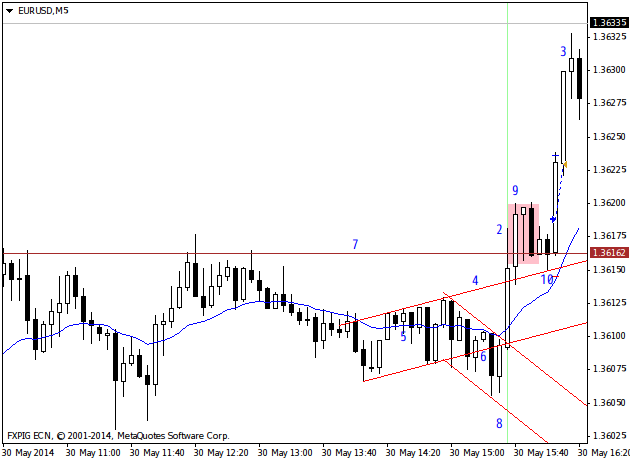 EURUSD,M5
1.36335
1.36325
3
1.36300
1.36275
1.36250
1.36225
9
1.36200
2
1.36175
7
1.36162
4
10
1.36150
1.36125
5
1.36100
6
1.36075
1.36050
8
FXPIG ECN, © 2001-2014, MetaQuotes Software Corp.
1.36025
30 May 2014
30 May 11:00
30 May 11:40
30 May 12:20
30 May 13:00
30 May 13:40
30 May 14:20
30 May 15:00
30 May 15:40
30 May 16:20